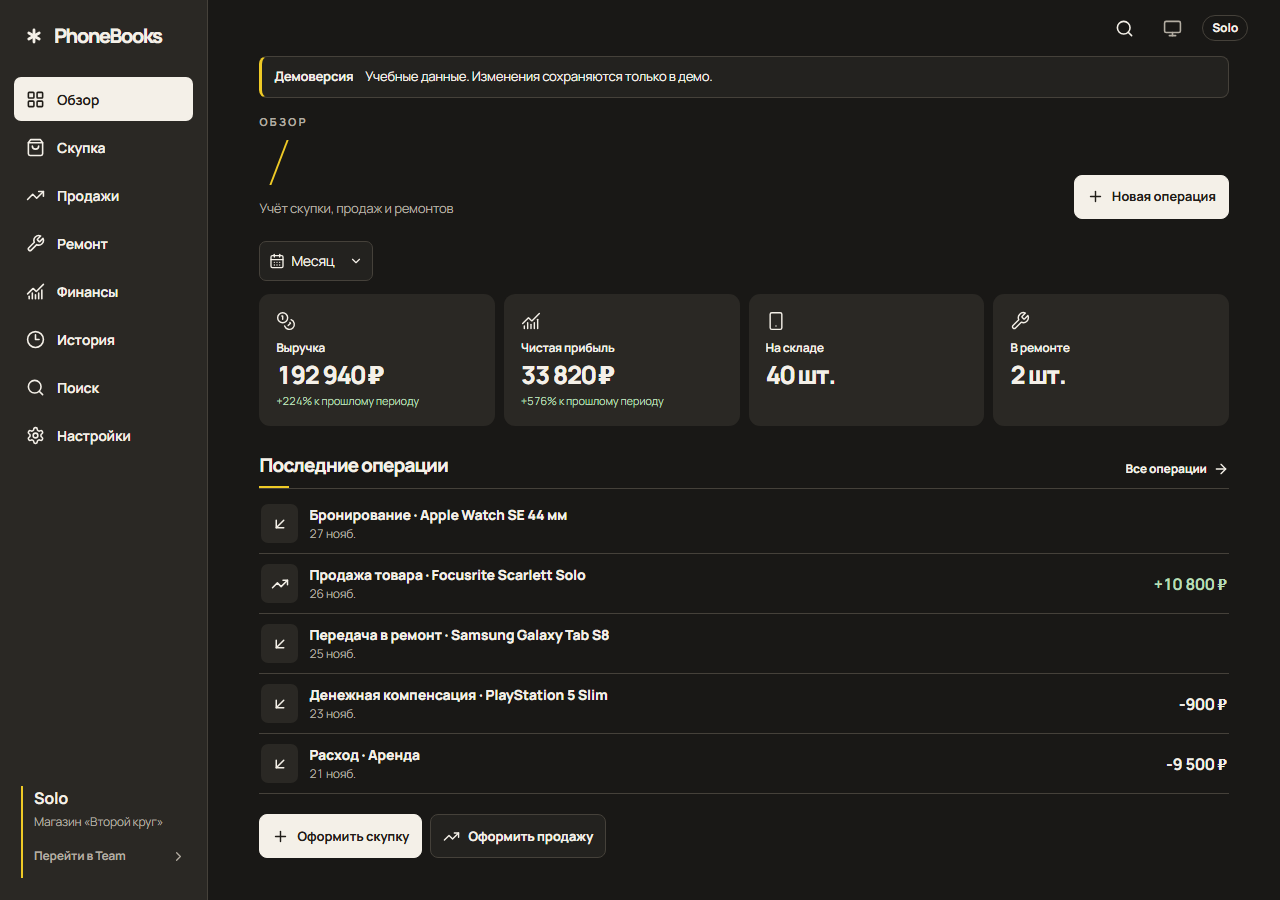 PhoneBooks
Обзор
Скупка
Продажи
Ремонт
Финансы
История
Поиск
Настройки
Solo
Магазин «Второй круг»
Перейти в Team
Solo
Демоверсия Учебные данные. Изменения сохраняются только в демо.
ОБЗОР
Учёт скупки, продаж и ремонтов
Новая операция
Месяц
Выручка
192 940 ₽
+224% к прошлому периоду
Чистая прибыль
33 820 ₽
+576% к прошлому периоду
На складе
40 шт.
В ремонте
2 шт.
Последние операции
Все операции
Бронирование · Apple Watch SE 44 мм
27 нояб.
Продажа товара · Focusrite Scarlett Solo
26 нояб.
+10 800 ₽
Передача в ремонт · Samsung Galaxy Tab S8
25 нояб.
Денежная компенсация · PlayStation 5 Slim
23 нояб.
-900 ₽
Расход · Аренда
21 нояб.
-9 500 ₽
Оформить скупку
Оформить продажу